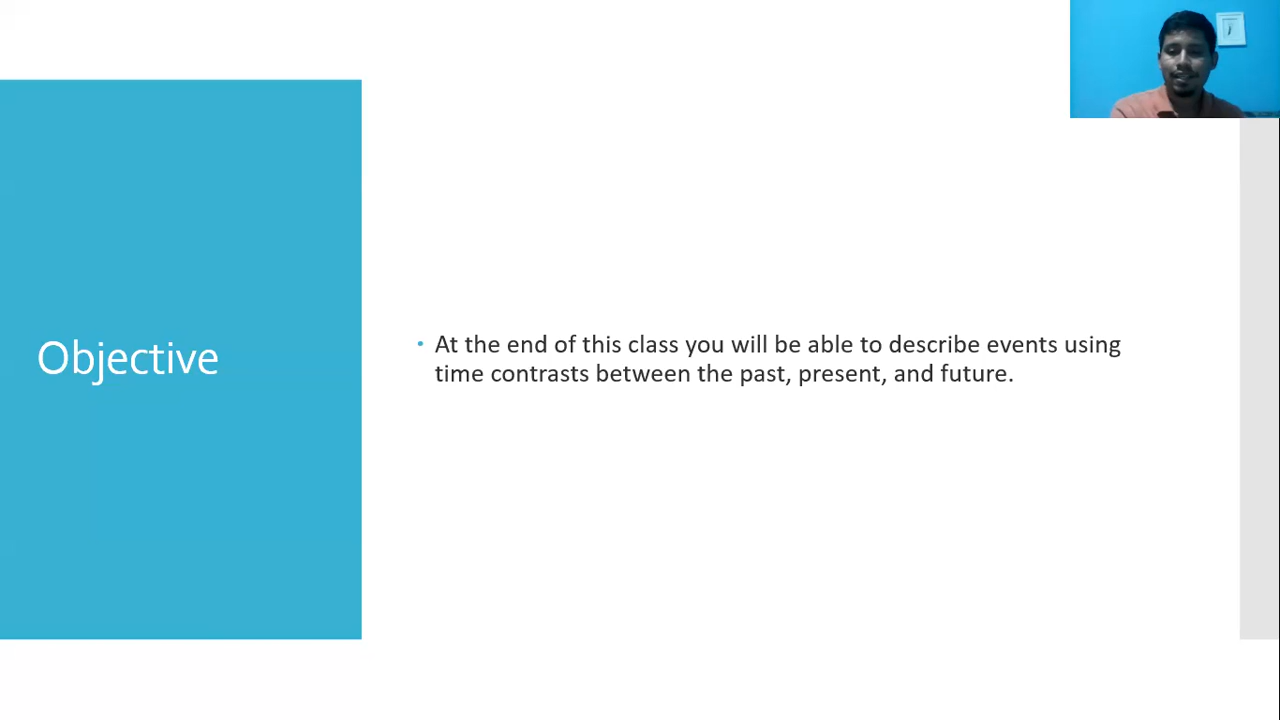 Objective
At the end of this class you will be able to describe events using
time contrasts between the past, present, and future.